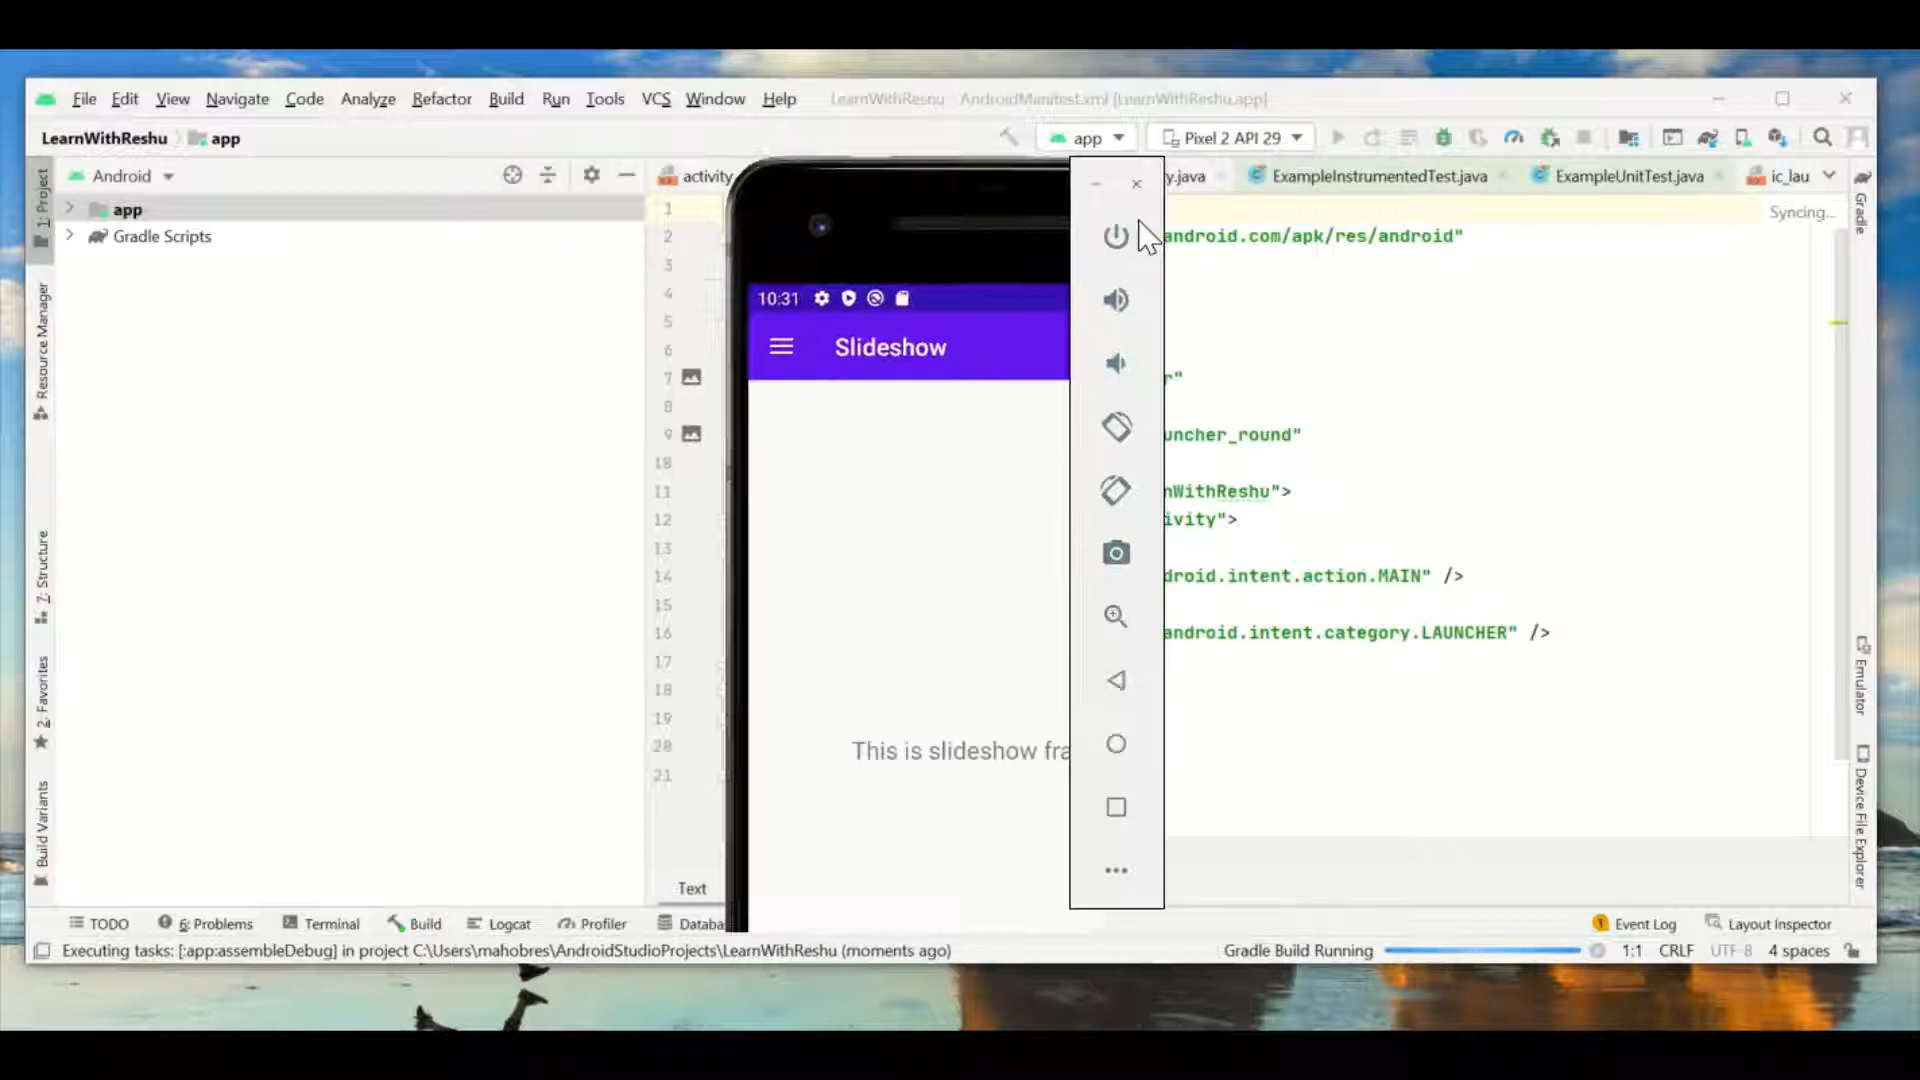 File Edit View Navigate Code Analyze Refactor Build Run Tools VCS Window Help LearnWithReshu AndroidManifest.xml [LearnWithReshu.app]
LearnWithReshu app
app Pixel 2 API 29
Android
activity
y.java ExampleInstrumentedTest.java ExampleUnitTest.java ic_lau
Syncing...
app
Gradle Scripts
1: Project
Resource Manager
7: Structure
2: Favorites
Build Variants
1
2 android.com/apk/res/android"
3
4
5
6
7 r"
8
9 uncher_round"
10
11 nWithReshu">
12 ivity">
13
14 droid.intent.action.MAIN" />
15
16 android.intent.category.LAUNCHER" />
17
18
19
20
21
10:31
Slideshow
This is slideshow fra
Gradle
Emulator
Device File Explorer
Text
TODO 6: Problems Terminal Build Logcat Profiler Databa
1 Event Log Layout Inspector
Executing tasks: [:app:assembleDebug] in project C:\Users\mahobres\AndroidStudioProjects\LearnWithReshu (moments ago)
Gradle Build Running 1:1 CRLF UTF-8 4 spaces